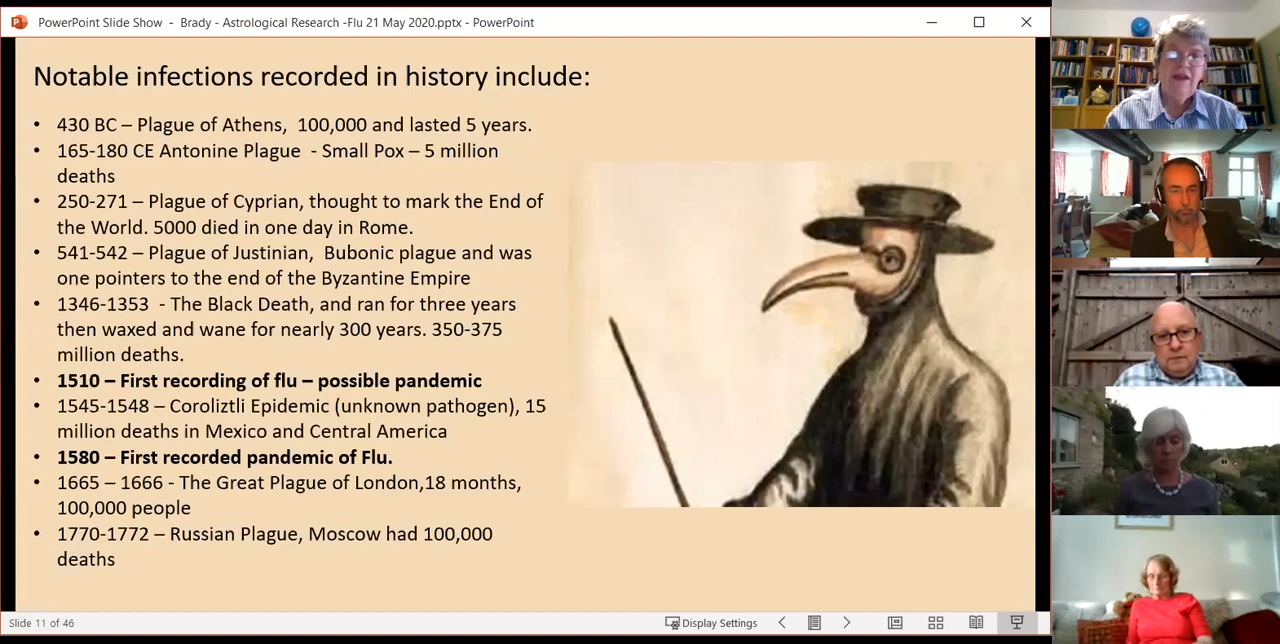 PowerPoint Slide Show - Brady - Astrological Research -Flu 21 May 2020.pptx - PowerPoint
Notable infections recorded in history include:
• 430 BC – Plague of Athens, 100,000 and lasted 5 years.
• 165-180 CE Antonine Plague - Small Pox – 5 million
deaths
• 250-271 – Plague of Cyprian, thought to mark the End of
the World. 5000 died in one day in Rome.
• 541-542 – Plague of Justinian, Bubonic plague and was
one pointers to the end of the Byzantine Empire
• 1346-1353 - The Black Death, and ran for three years
then waxed and wane for nearly 300 years. 350-375
million deaths.
• 1510 – First recording of flu – possible pandemic
• 1545-1548 – Coroliztli Epidemic (unknown pathogen), 15
million deaths in Mexico and Central America
• 1580 – First recorded pandemic of Flu.
• 1665 – 1666 - The Great Plague of London,18 months,
100,000 people
• 1770-1772 – Russian Plague, Moscow had 100,000
deaths
Slide 11 of 46
Display Settings